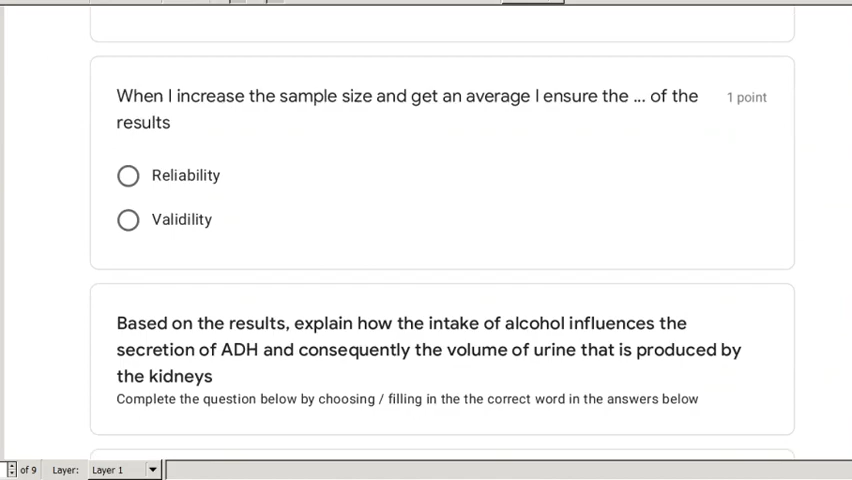 When I increase the sample size and get an average I ensure the ... of the
1 point
results
Reliability
Validility
Based on the results, explain how the intake of alcohol influences the
secretion of ADH and consequently the volume of urine that is produced by
the kidneys
Complete the question below by choosing / filling in the the correct word in the answers below
of 9 Layer: Layer 1